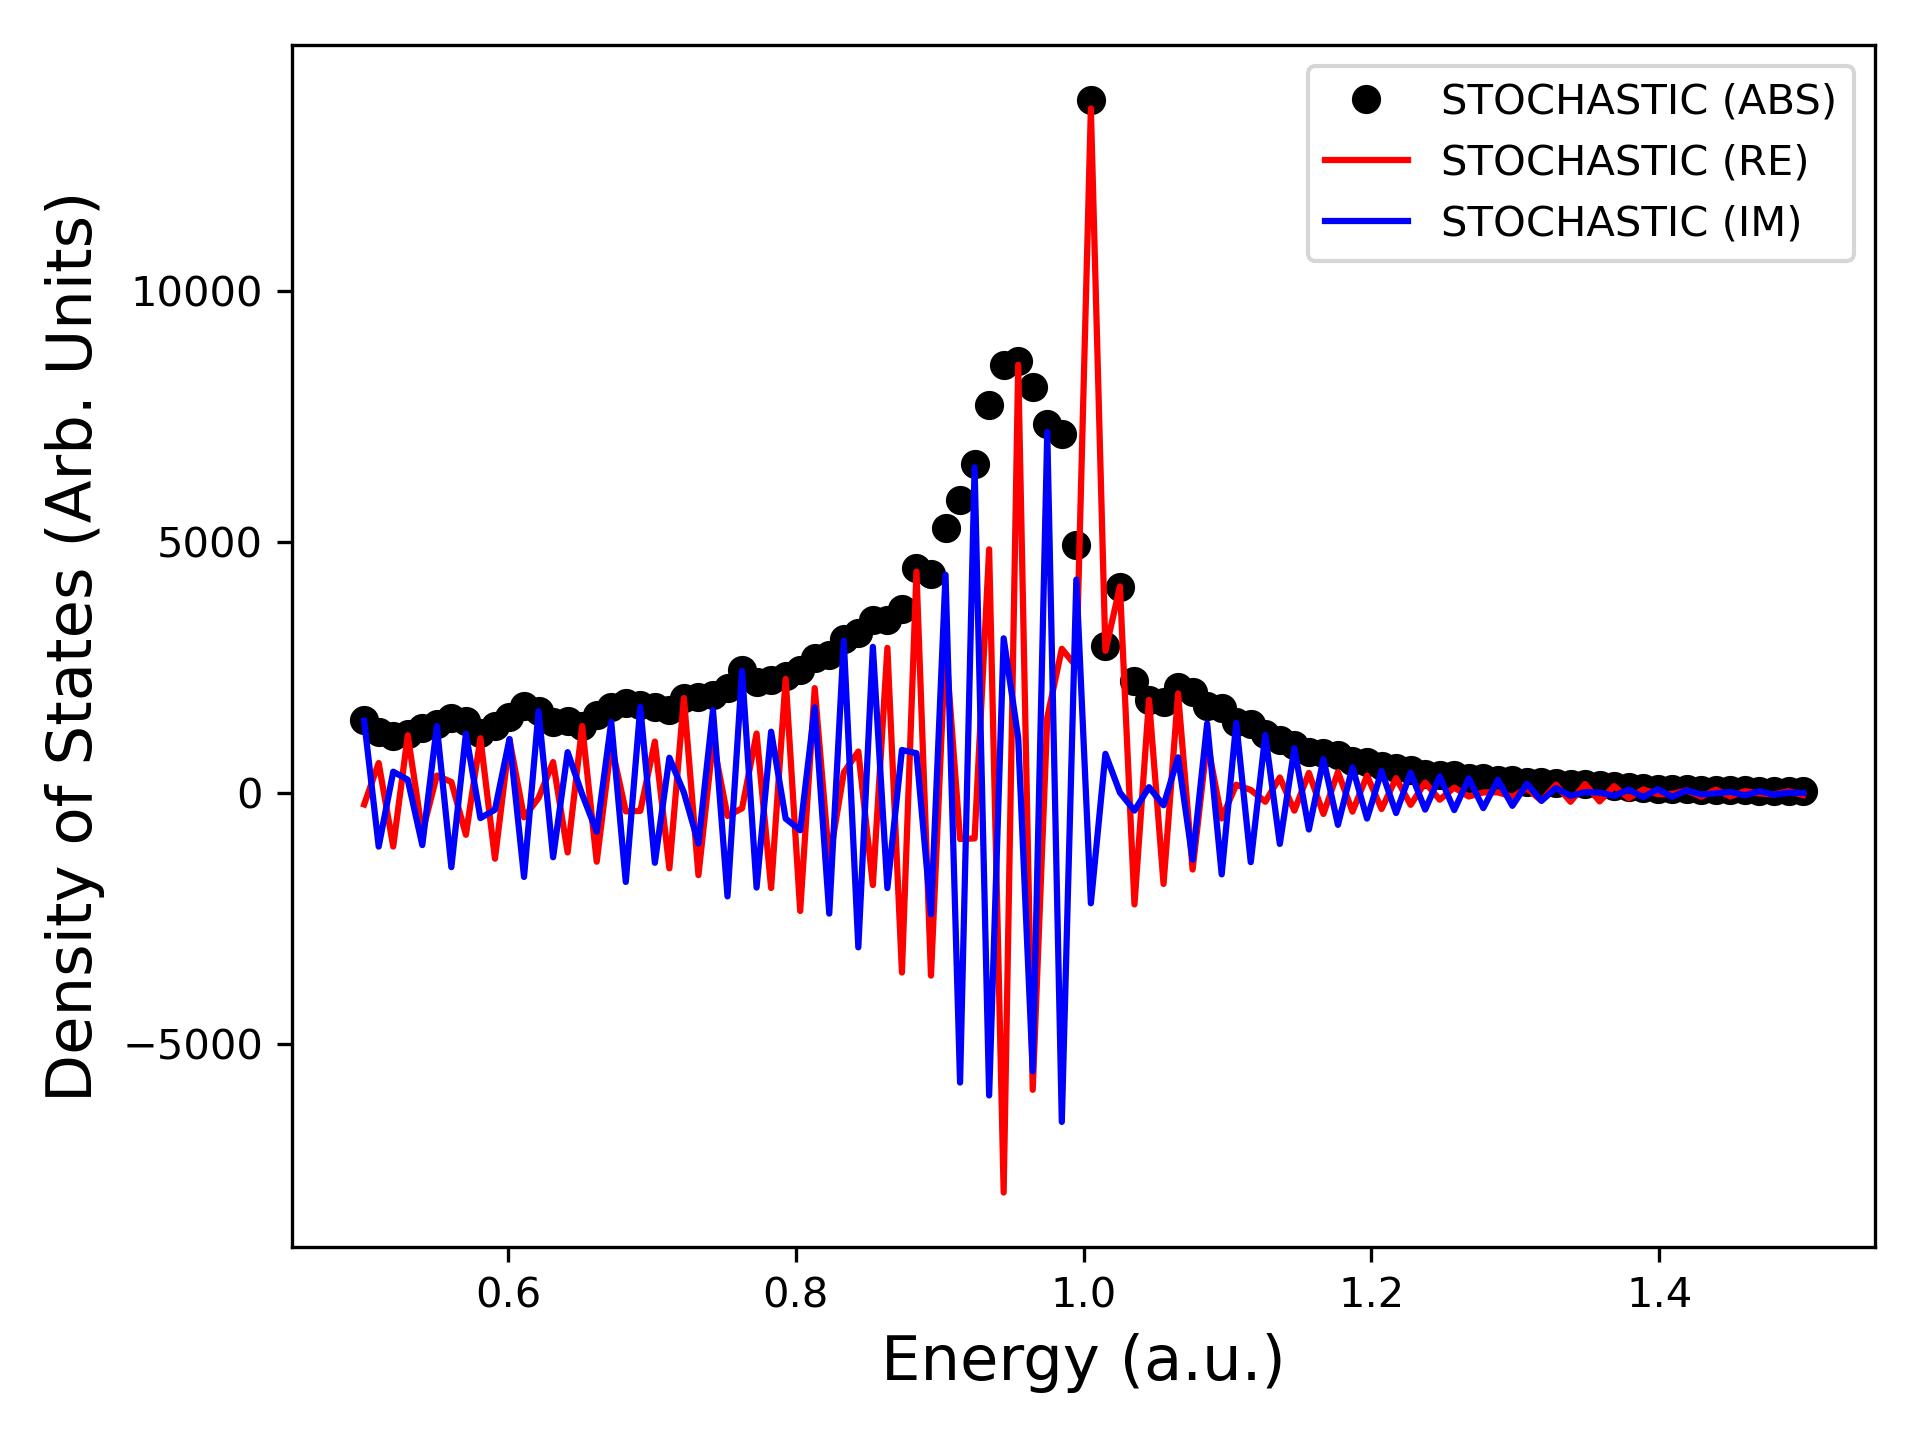 STOCHASTIC (ABS)
STOCHASTIC (RE)
STOCHASTIC (IM)
Density of States (Arb. Units)
10000
5000
0
−5000
0.6 0.8 1.0 1.2 1.4
Energy (a.u.)